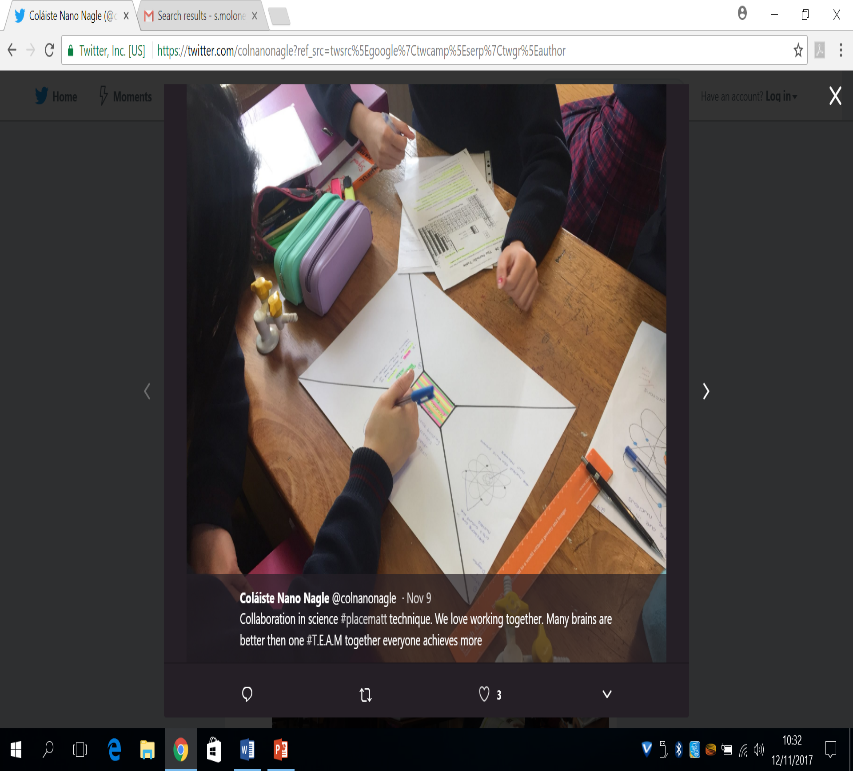 Coláiste Nano Nagle (@c
Search results - s.molone
Twitter, Inc. [US]
https://twitter.com/colnanonagle?ref_src=twsrc%5Egoogle%7Ctwcamp%5Eserp%7Ctwgr%5Eauthor
Home
Moments
Have an account? Log in
Coláiste Nano Nagle @colnanonagle · Nov 9
Collaboration in science #placematt technique. We love working together. Many brains are
better then one #T.E.A.M together everyone achieves more
3
10:32
12/11/2017